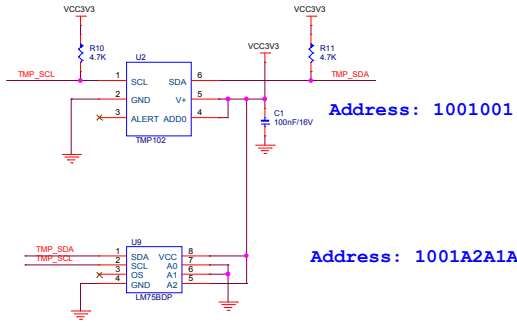 VCC3V3
VCC3V3
R10
4.7K
U2
VCC3V3
R11
4.7K
TMP_SCL
1
SCL
SDA
6
TMP_SDA
2
GND
V+
5
3
ALERT
ADD0
4
TMP102
C1
100nF/16V
Address: 1001001
U9
TMP_SDA
1
SDA
VCC
8
TMP_SCL
2
SCL
A0
7
3
OS
A1
6
4
GND
A2
5
LM75BDP
Address: 1001A2A1A